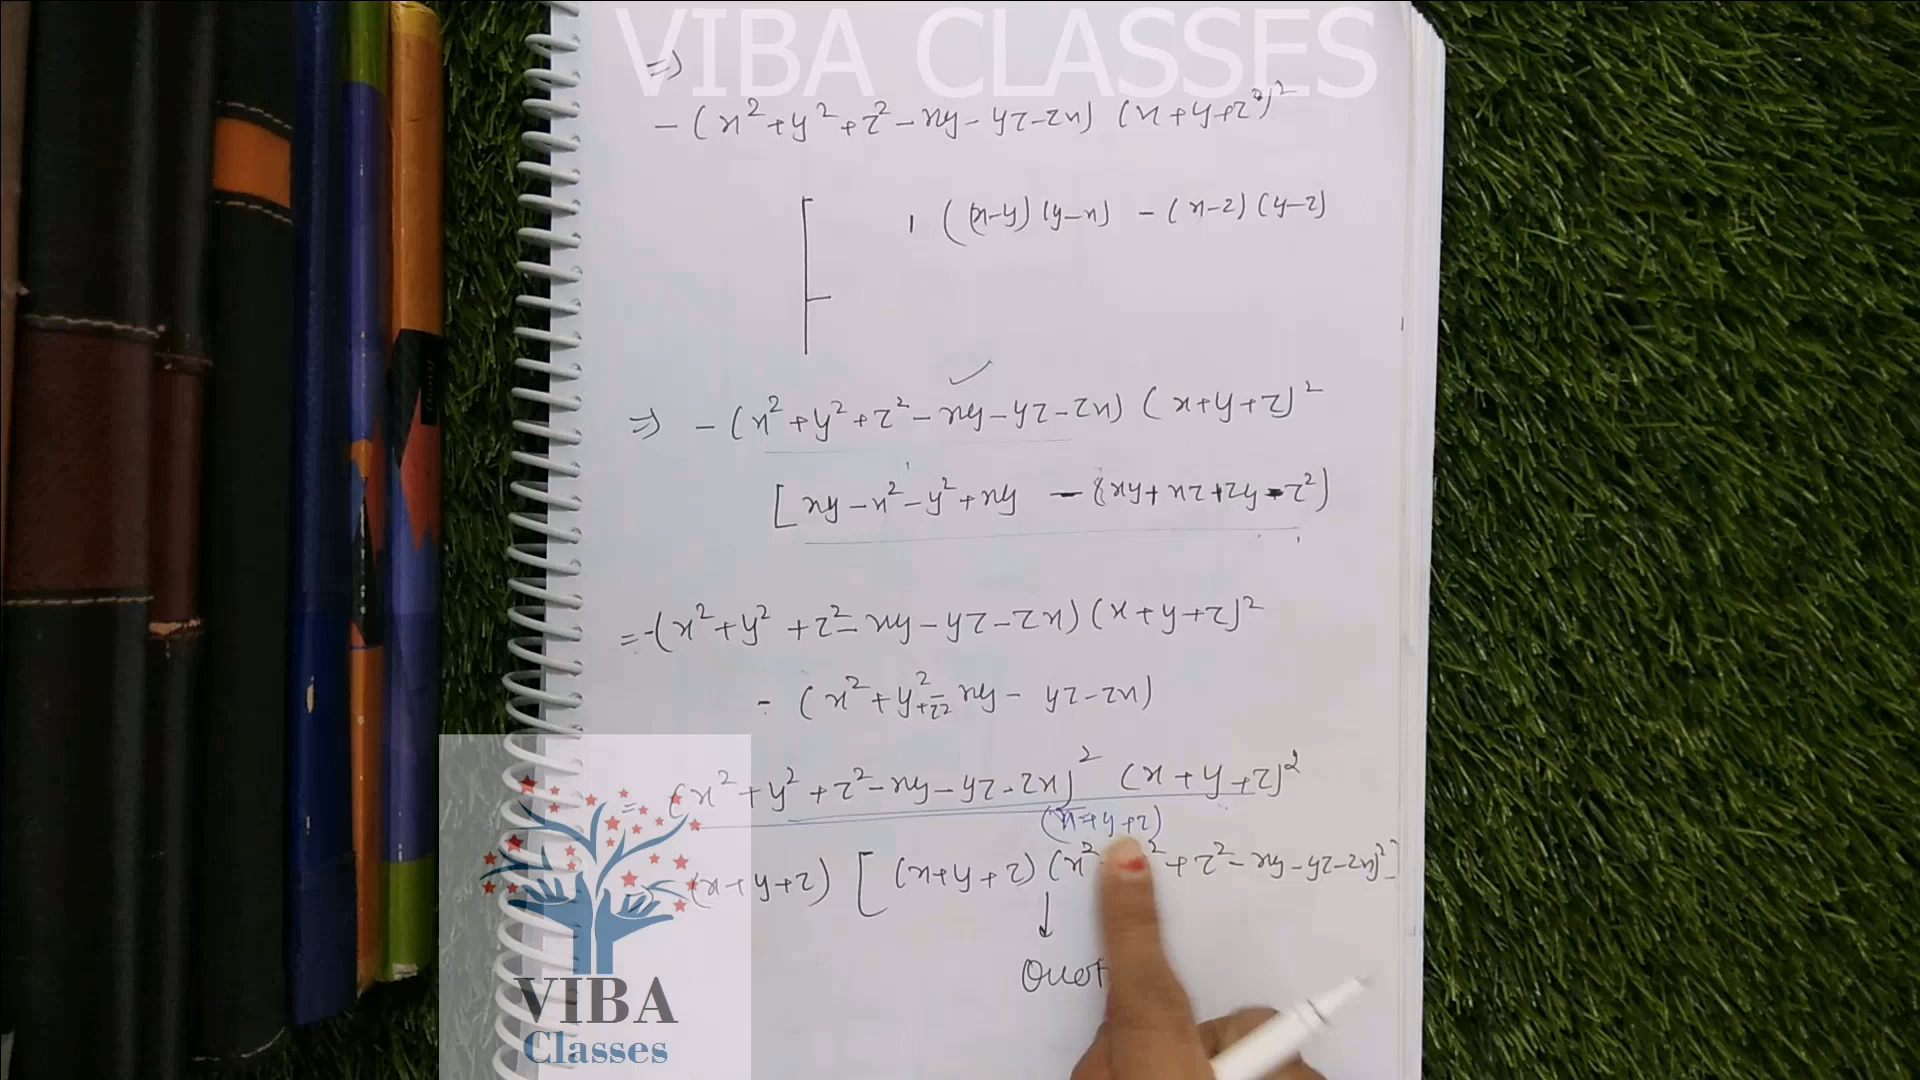 VIBA CLASSES
⇒
- (x²+y²+z²-xy-yz-zx) (x+y+z)²
1 ((x-y)(y-x) - (x-z)(y-z)
⇒ - (x²+y²+z²-xy-yz-zx) (x+y+z)²
[xy-x²-y²+xy - {xy+xz+zy-z²)
= -(x²+y²+z²-xy-yz-zx)(x+y+z)²
- (x²+y²+z²-xy-yz-zx)
= (x²+y²+z²-xy-yz-zx)² (x+y+z)²
(x+y+z)
(x+y+z) [(x+y+z)(x² ² +z²-xy-yz-zx)²]
↓
Quot
VIBA
Classes